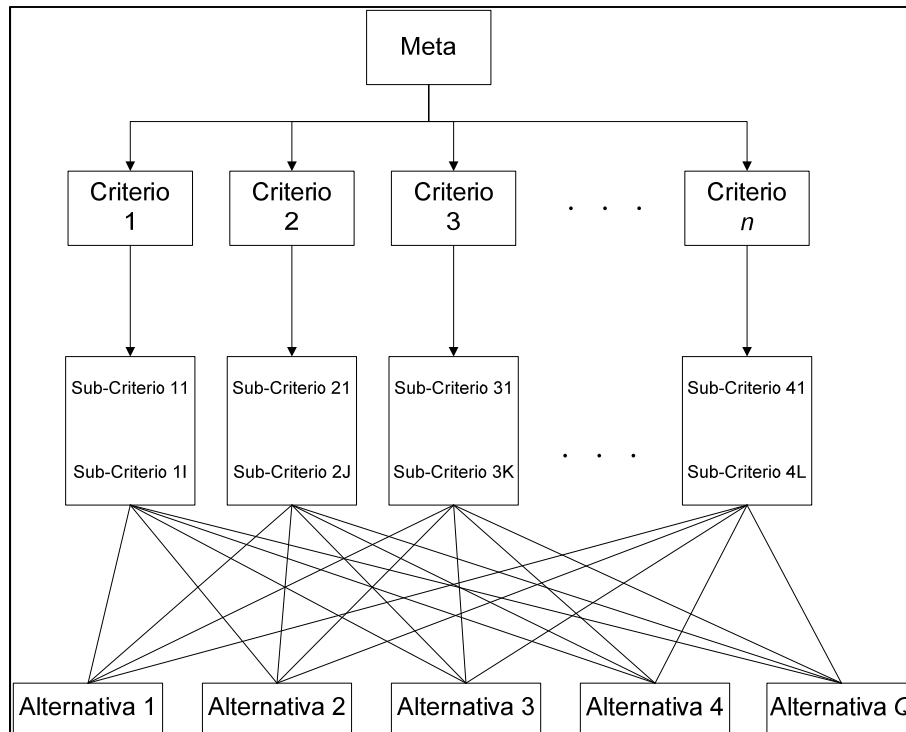 Meta
Criterio
1
Criterio
2
Criterio
3
. . .
Criterio
n
Sub-Criterio 11
Sub-Criterio 1I
Sub-Criterio 21
Sub-Criterio 2J
Sub-Criterio 31
Sub-Criterio 3K
. . .
Sub-Criterio 41
Sub-Criterio 4L
Alternativa 1
Alternativa 2
Alternativa 3
Alternativa 4
Alternativa Q